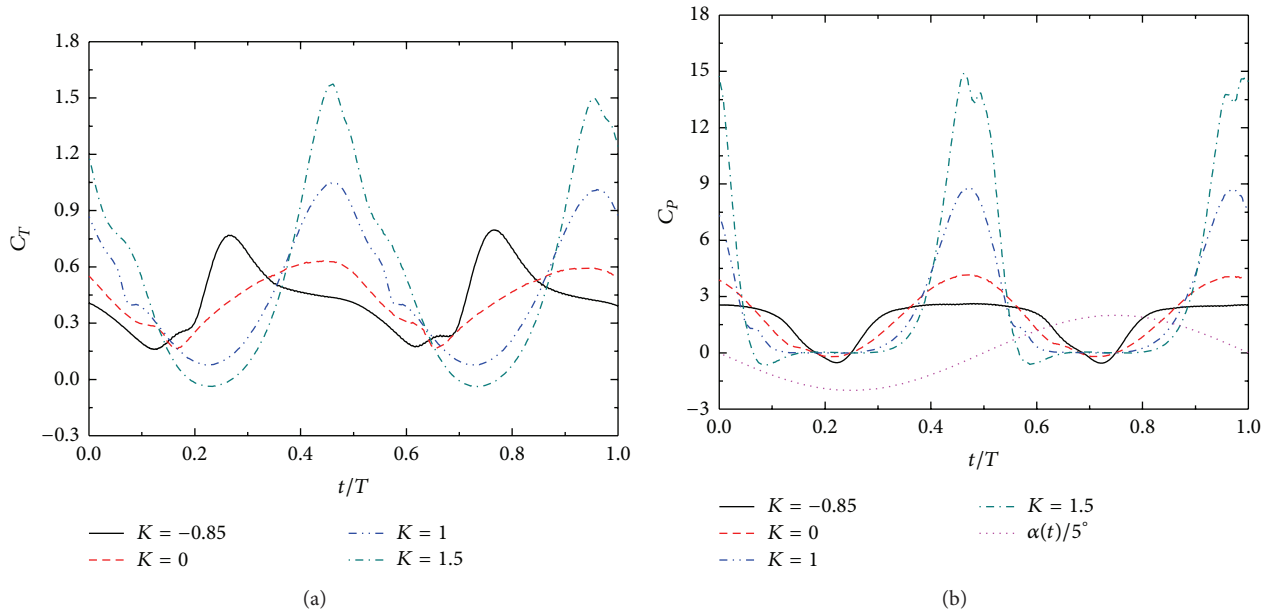 1.8
1.5
1.2
0.9
0.6
0.3
0.0
−0.3
C_T
0.0 0.2 0.4 0.6 0.8 1.0
t/T
K = −0.85
K = 0
K = 1
K = 1.5
(a)
18
15
12
9
6
3
0
−3
C_P
0.0 0.2 0.4 0.6 0.8 1.0
t/T
K = −0.85
K = 0
K = 1
K = 1.5
α(t)/5°
(b)